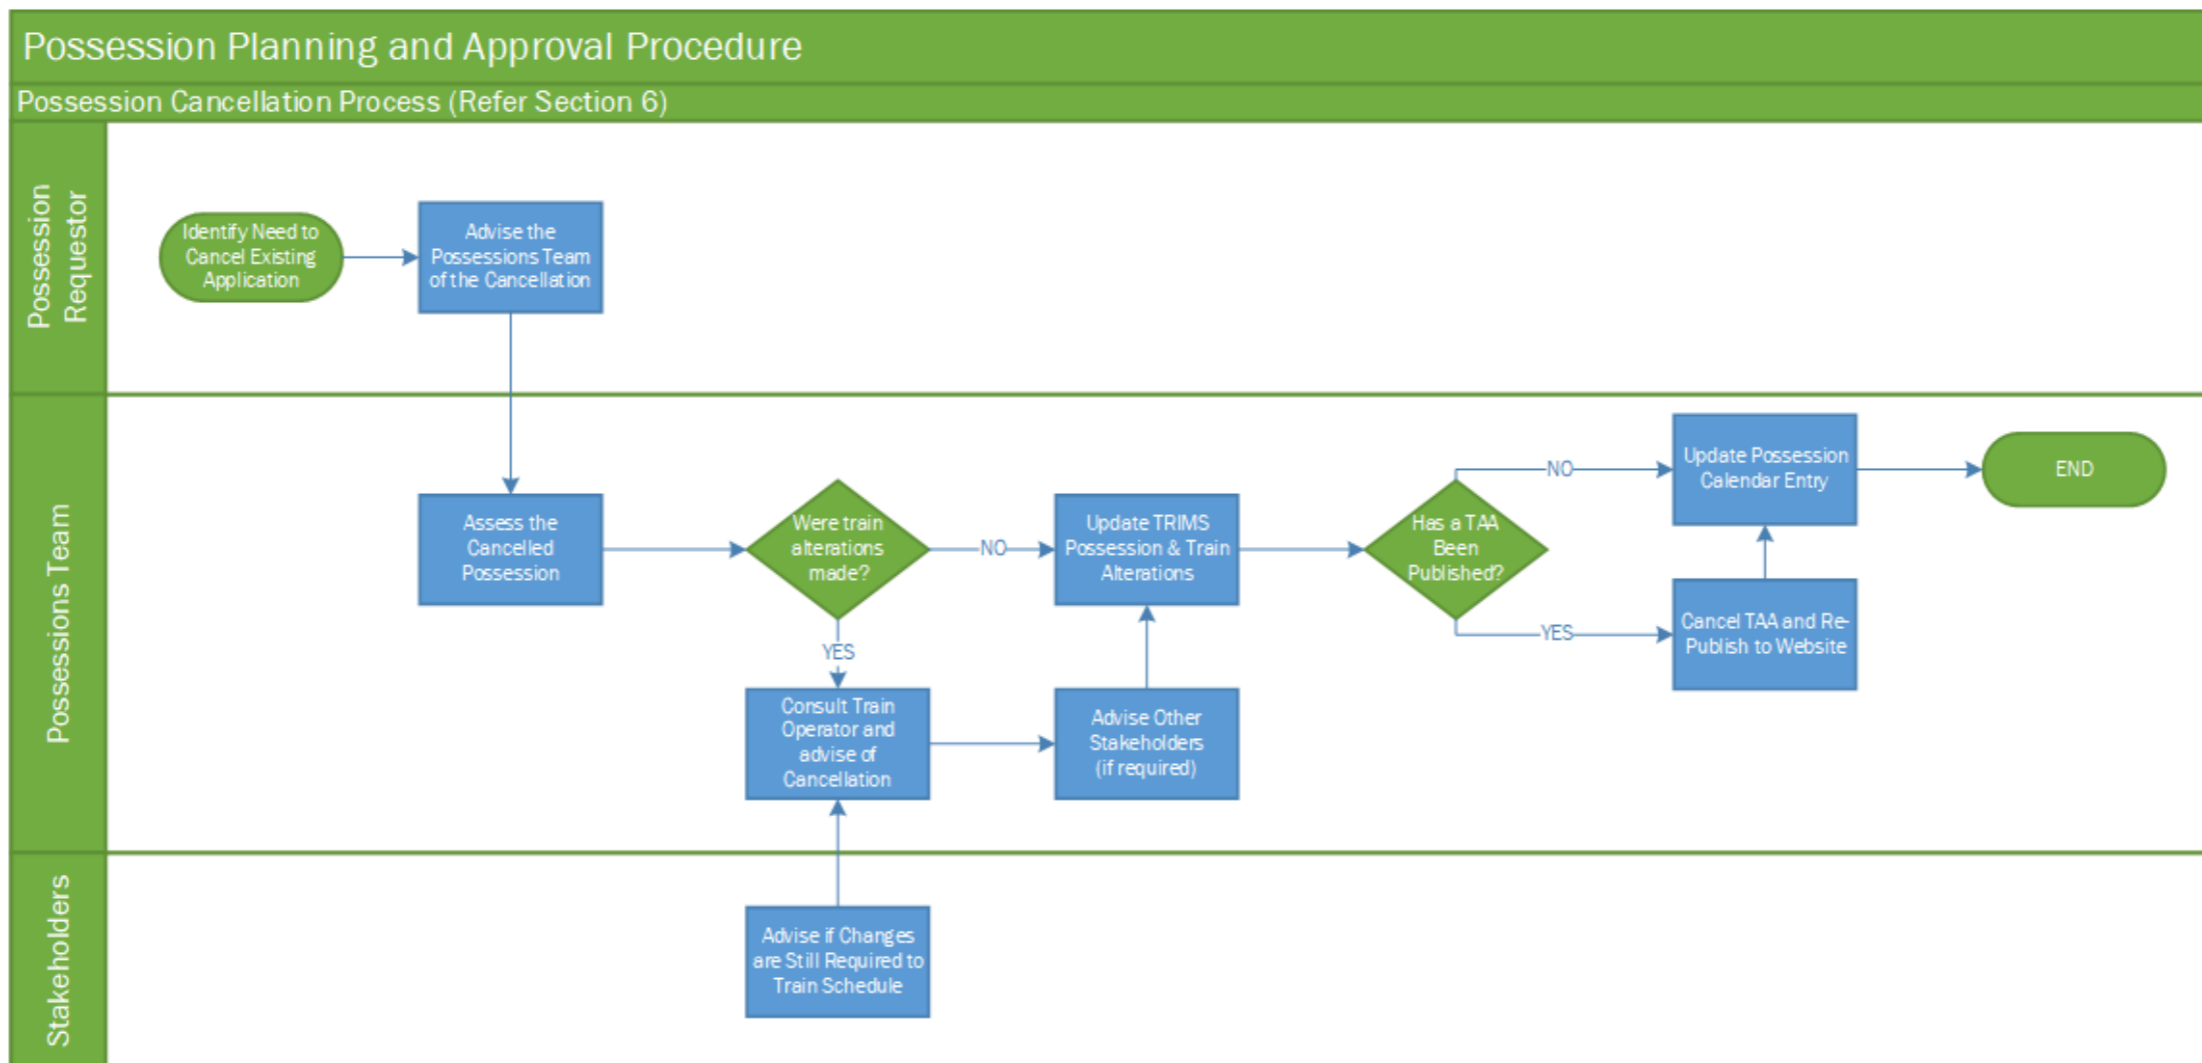 Possession Planning and Approval Procedure
Possession Cancellation Process (Refer Section 6)
Possession
Requestor
Identify Need to
Cancel Existing
Application
Advise the
Possessions Team
of the Cancellation
Possessions Team
Assess the
Cancelled
Possession
Were train
alterations
made?
NO
YES
Update TRIMS
Possession & Train
Alterations
Has a TAA
Been
Published?
NO
YES
Update Possession
Calendar Entry
END
Cancel TAA and Re-
Publish to Website
Consult Train
Operator and
advise of
Cancellation
Advise Other
Stakeholders
(if required)
Stakeholders
Advise if Changes
are Still Required to
Train Schedule